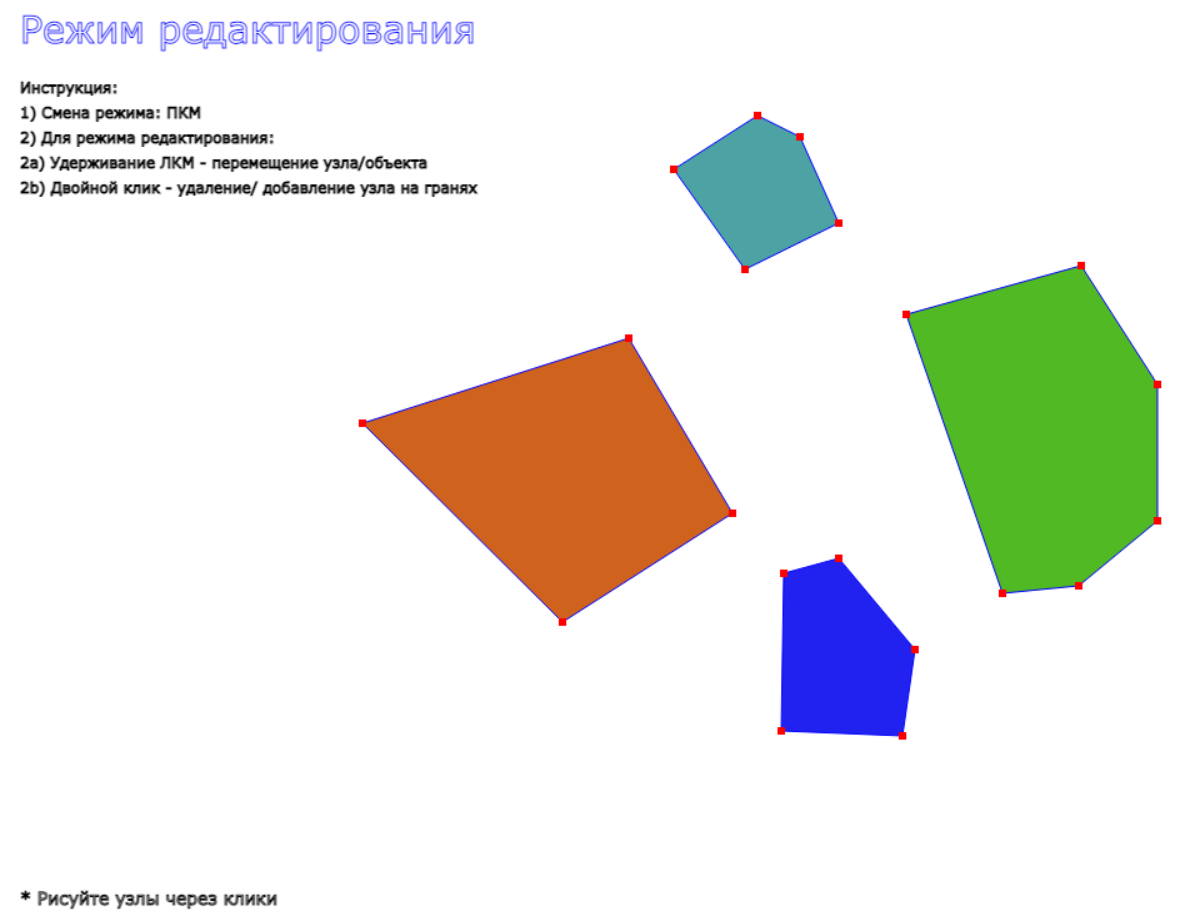 Режим редактирования
Инструкция:
1) Смена режима: ПКМ
2) Для режима редактирования:
2a) Удерживание ЛКМ - перемещение узла/объекта
2b) Двойной клик - удаление/ добавление узла на гранях
* Рисуйте узлы через клики